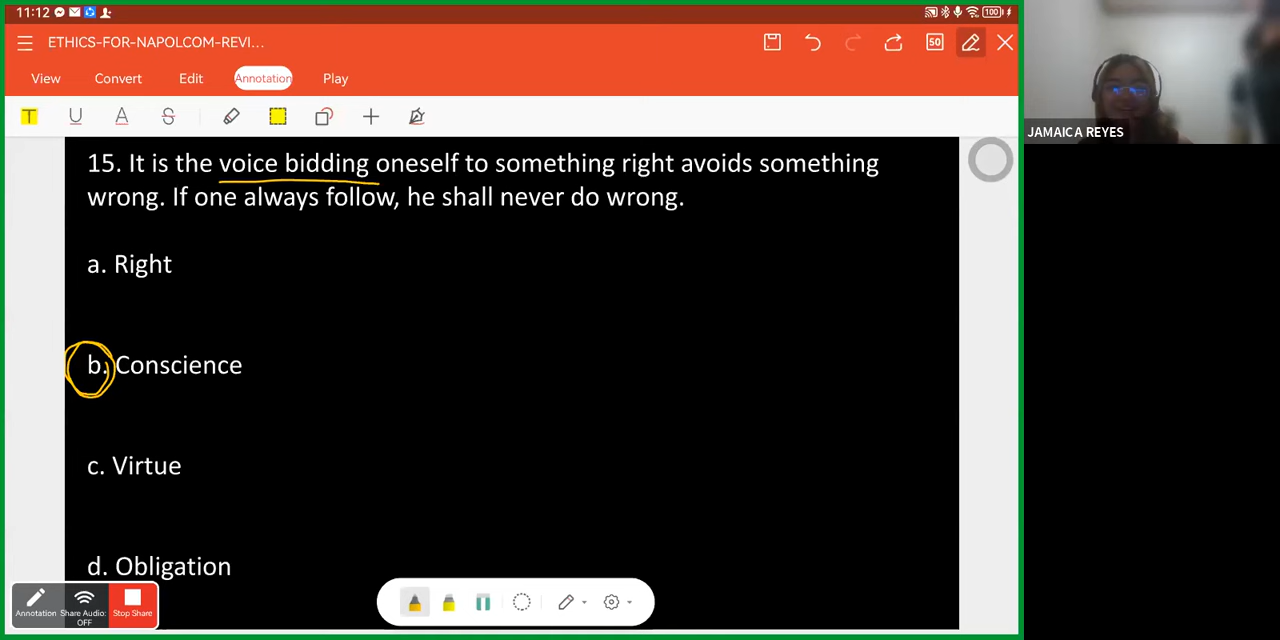 11:12
100
ETHICS-FOR-NAPOLCOM-REVI...
50
View Convert Edit Annotation Play
T U A S
JAMAICA REYES
15. It is the voice bidding oneself to something right avoids something
wrong. If one always follow, he shall never do wrong.
a. Right
b. Conscience
c. Virtue
d. Obligation
Annotation Share Audio: OFF Stop Share